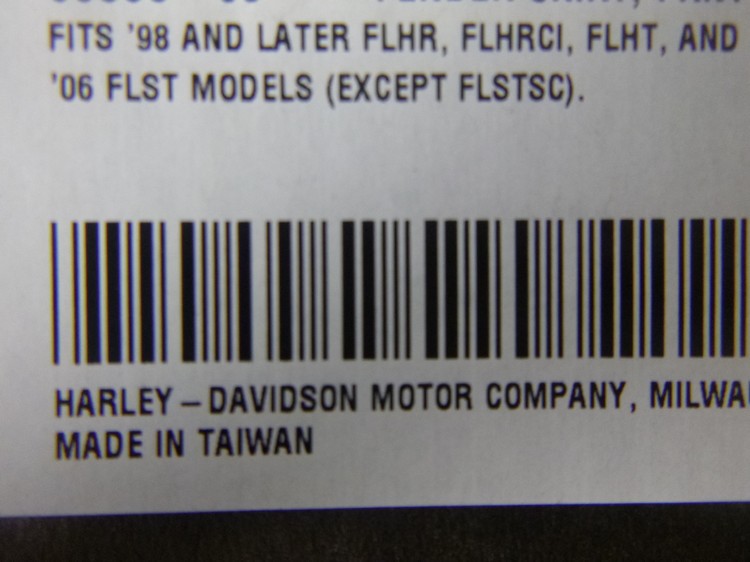 FITS '98 AND LATER FLHR, FLHRCI, FLHT, AND
'06 FLST MODELS (EXCEPT FLSTSC).
HARLEY – DAVIDSON MOTOR COMPANY, MILWA
MADE IN TAIWAN